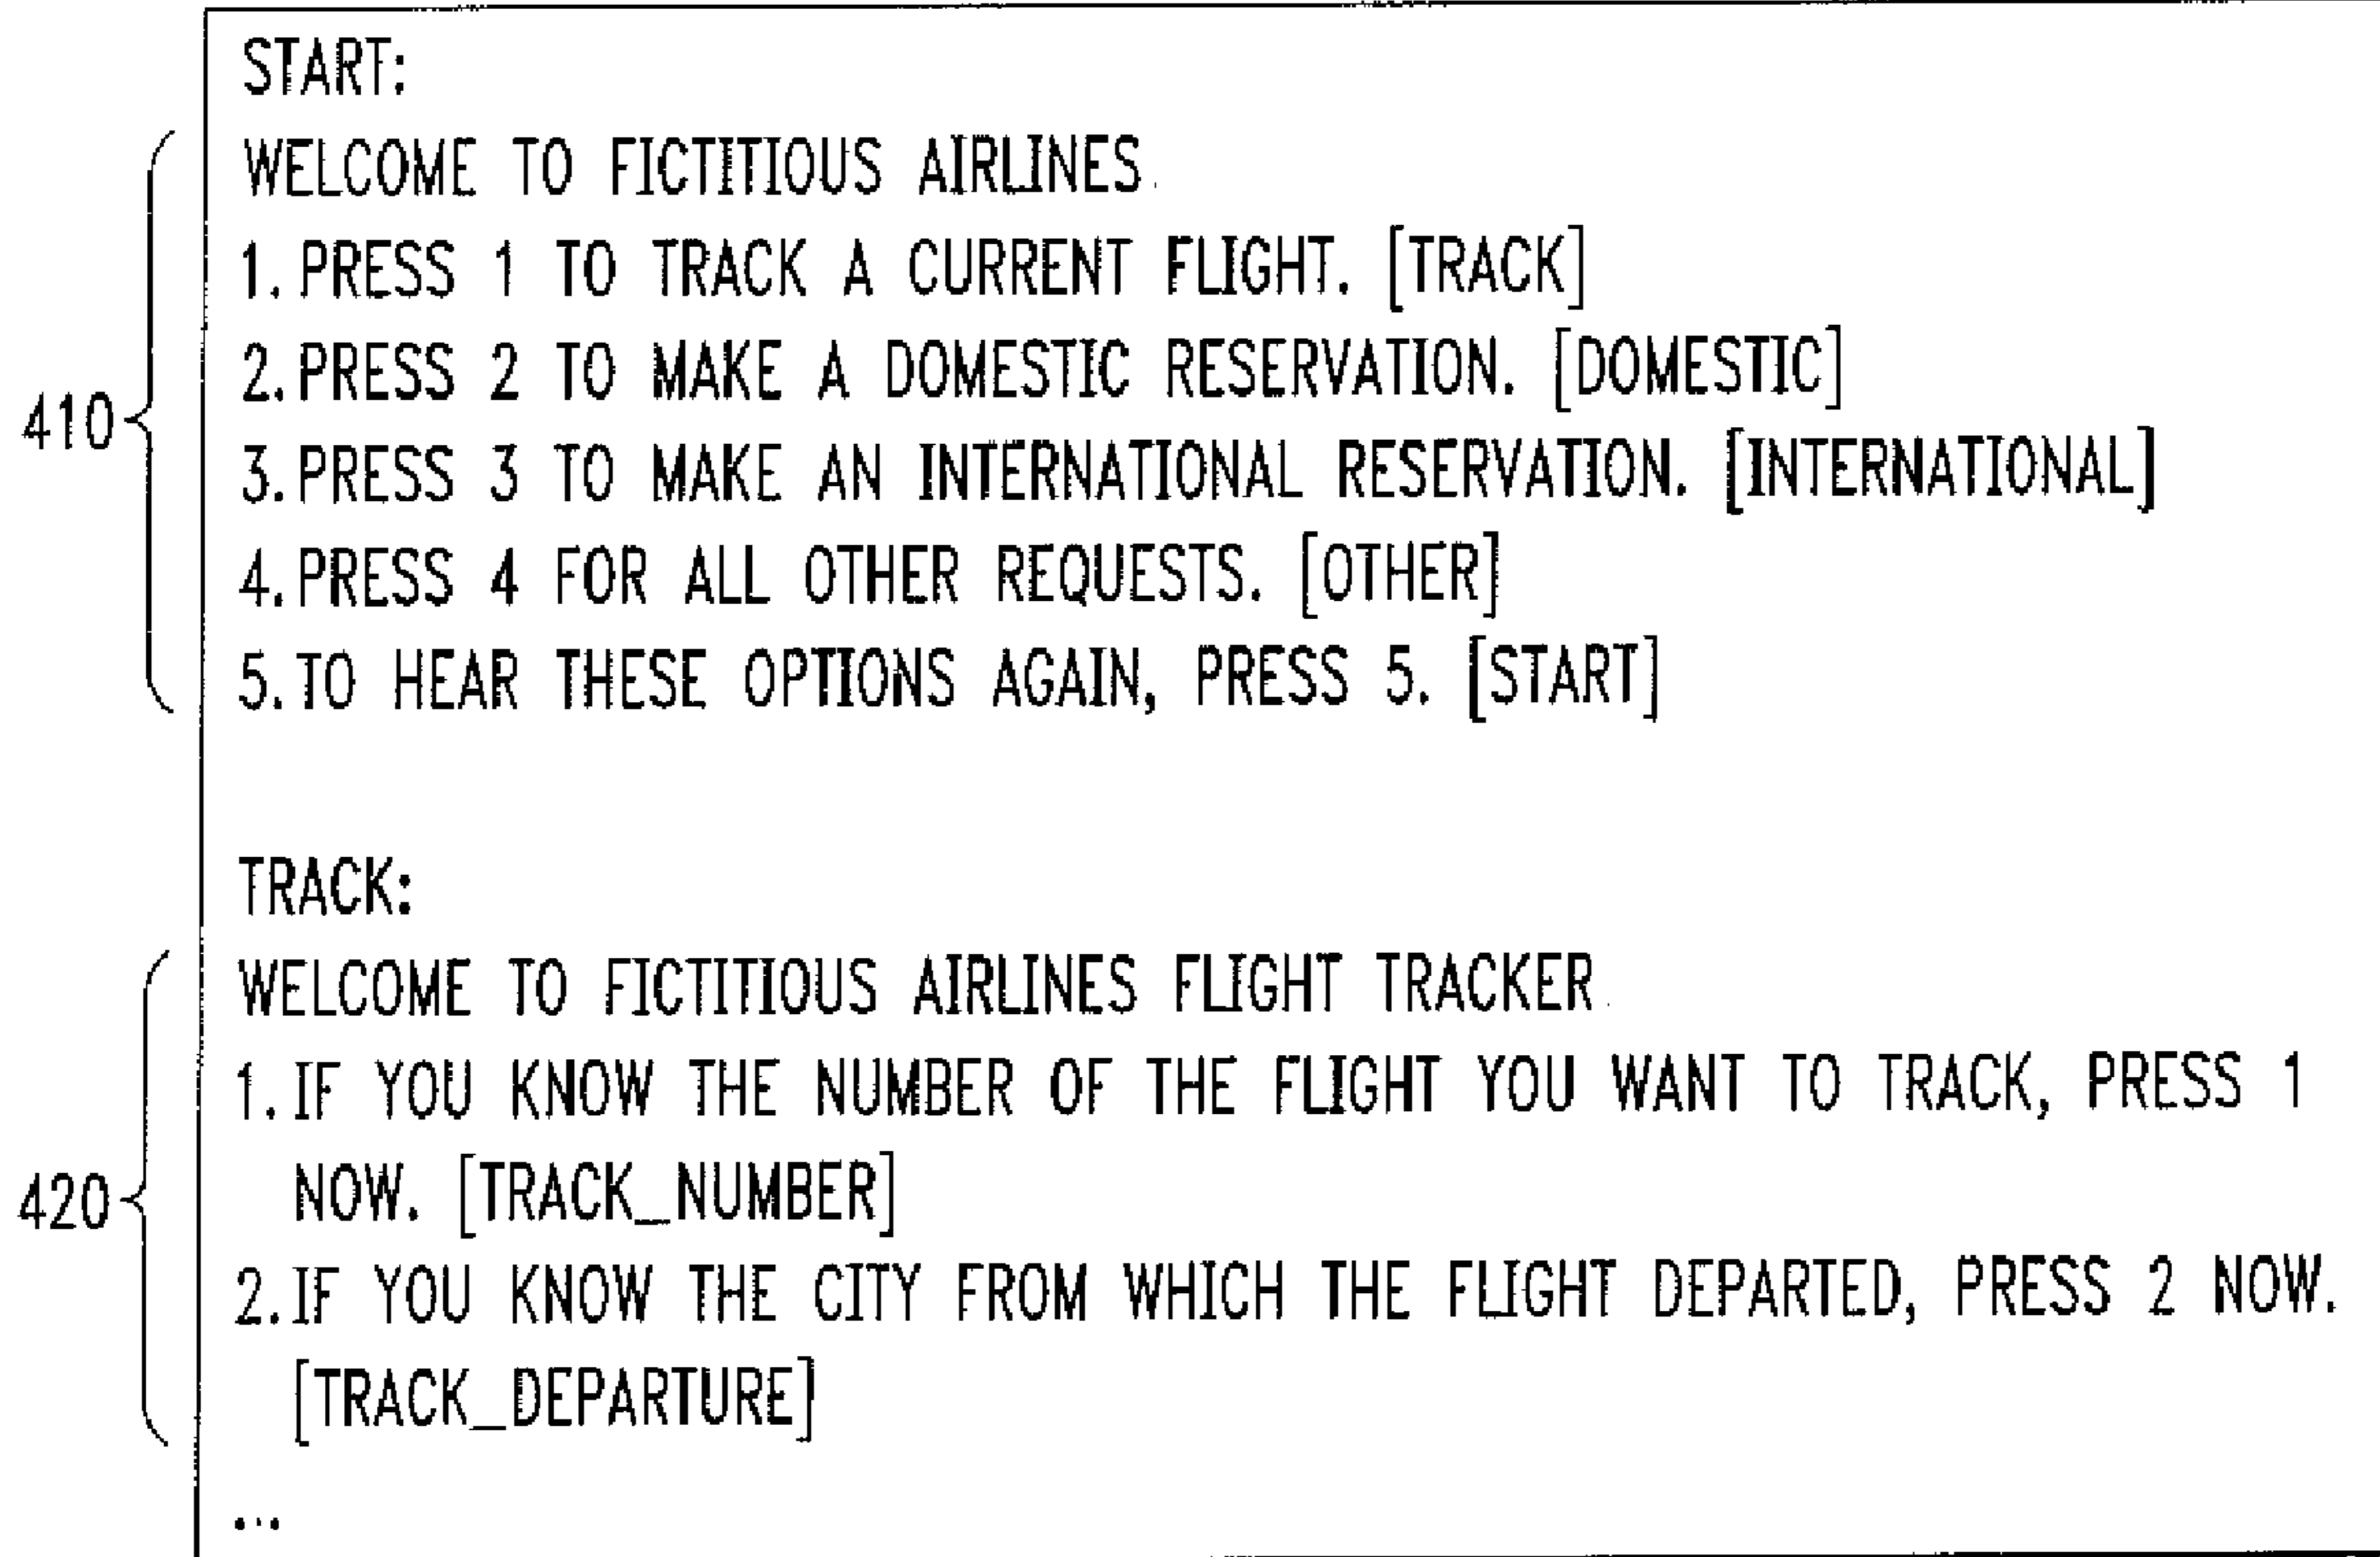 START:
WELCOME TO FICTITIOUS AIRLINES.
1. PRESS 1 TO TRACK A CURRENT FLIGHT. [TRACK]
2. PRESS 2 TO MAKE A DOMESTIC RESERVATION. [DOMESTIC]
410
3. PRESS 3 TO MAKE AN INTERNATIONAL RESERVATION. [INTERNATIONAL]
4. PRESS 4 FOR ALL OTHER REQUESTS. [OTHER]
5. TO HEAR THESE OPTIONS AGAIN, PRESS 5. [START]
TRACK:
WELCOME TO FICTITIOUS AIRLINES FLIGHT TRACKER.
1. IF YOU KNOW THE NUMBER OF THE FLIGHT YOU WANT TO TRACK, PRESS 1
420
NOW. [TRACK_NUMBER]
2. IF YOU KNOW THE CITY FROM WHICH THE FLIGHT DEPARTED, PRESS 2 NOW.
[TRACK_DEPARTURE]
...